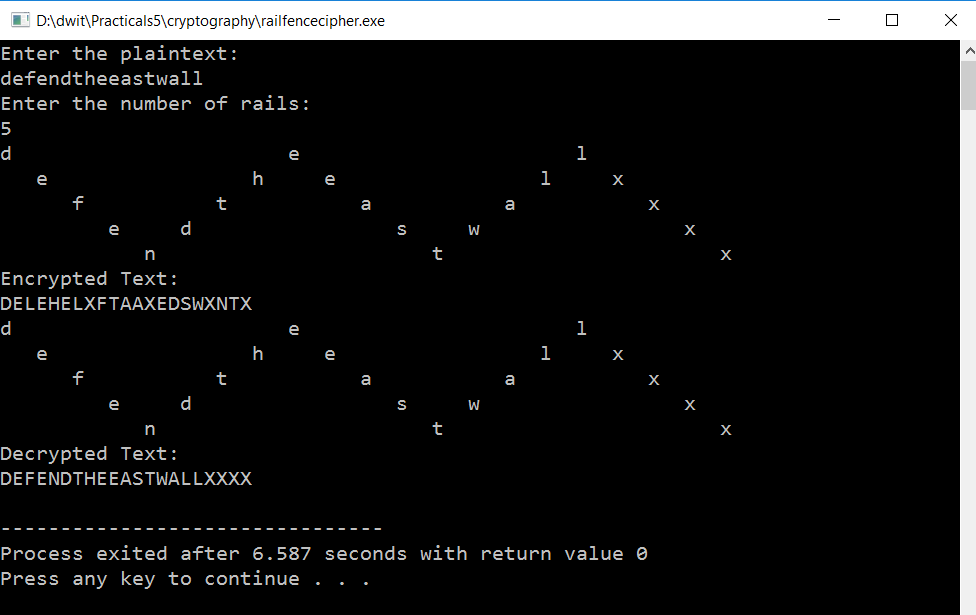 D:\dwit\Practicals5\cryptography\railfencecipher.exe
Enter the plaintext:
defendtheeastwall
Enter the number of rails:
5
d                       e                       l
   e                 h     e                 l     x
      f           t           a           a           x
         e     d                 s     w                 x
            n                       t                       x
Encrypted Text:
DELEHELXFTAAXEDSWXNTX
d                       e                       l
   e                 h     e                 l     x
      f           t           a           a           x
         e     d                 s     w                 x
            n                       t                       x
Decrypted Text:
DEFENDTHEEASTWALLXXXX
--------------------------------
Process exited after 6.587 seconds with return value 0
Press any key to continue . . .